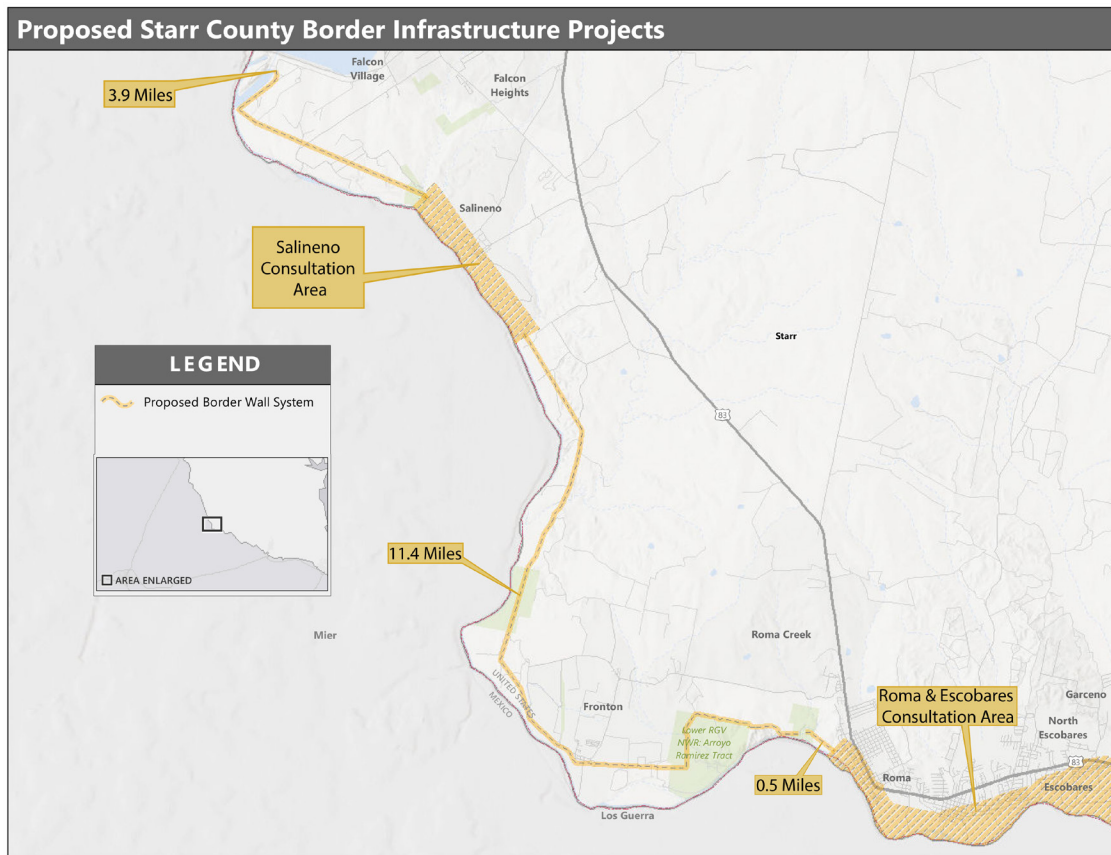 Proposed Starr County Border Infrastructure Projects
Falcon
Village
3.9 Miles
Falcon
Heights
Salineno
Salineno
Consultation
Area
Starr
LEGEND
Proposed Border Wall System
83
AREA ENLARGED
11.4 Miles
Mier
Roma Creek
UNITED STATES
MEXICO
Fronton
Roma & Escobares
Consultation Area
Garceno
North
Escobares
Lower RGV
NWR: Arroyo
Ramirez Tract
83
Roma
0.5 Miles
Escobares
Los Guerra